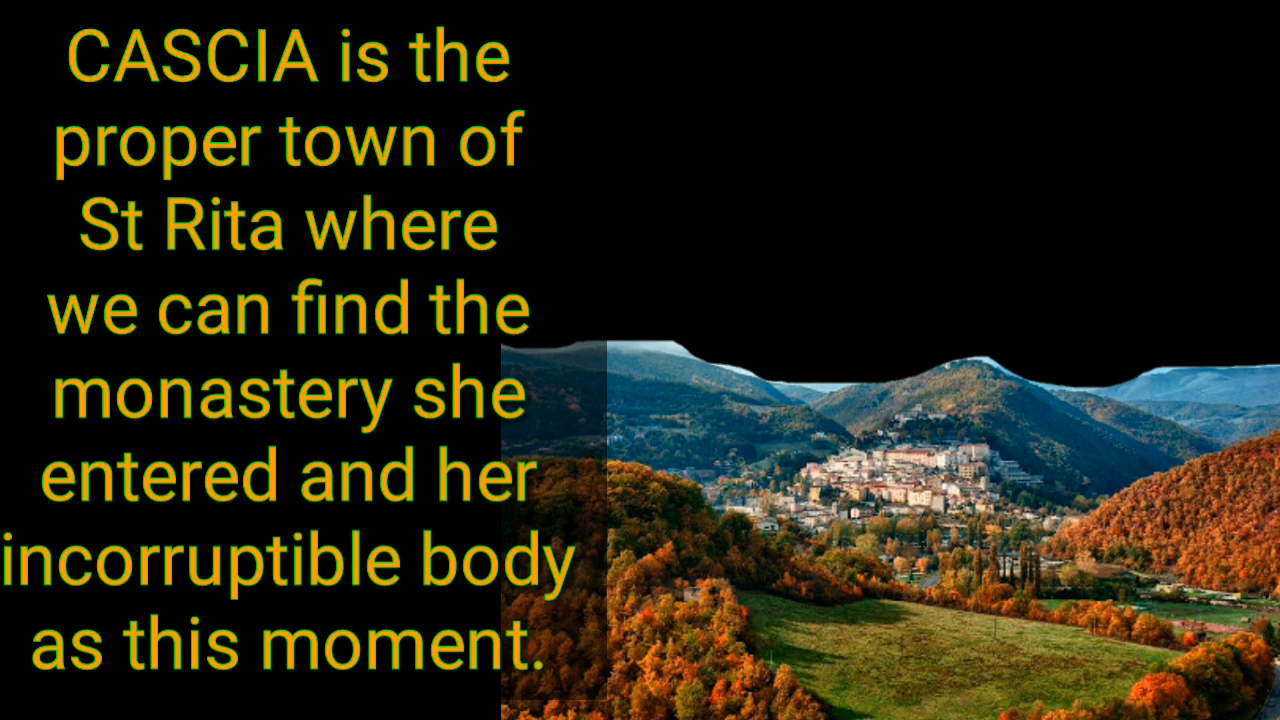 CASCIA is the
proper town of
St Rita where
we can find the
monastery she
entered and her
incorruptible body
as this moment.